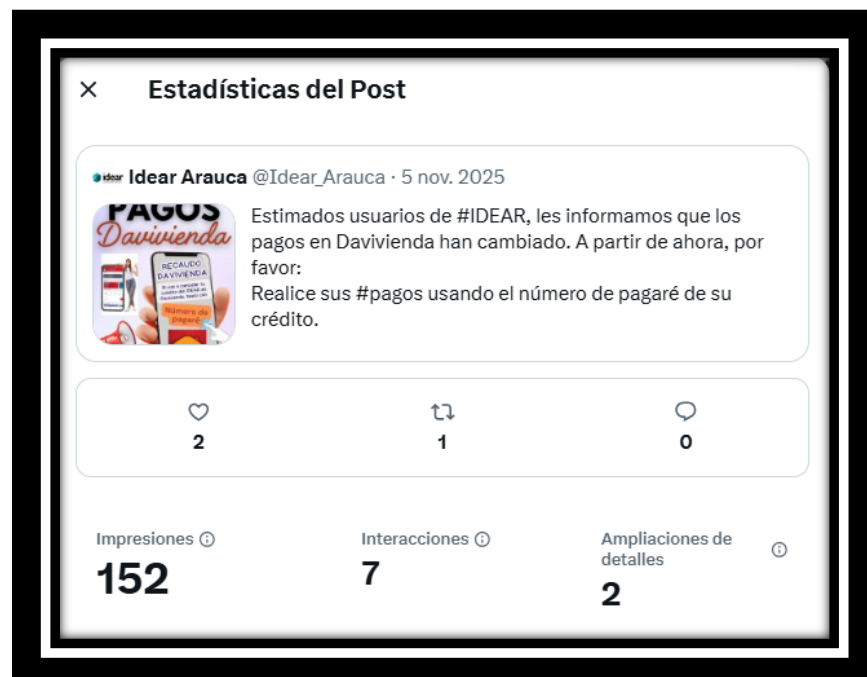 Estadísticas del Post
idear Idear Arauca @Idear_Arauca · 5 nov. 2025
PAGOS
Davivienda
RECAUDO
DAVIVIENDA
Número de
pagaré
Estimados usuarios de #IDEAR, les informamos que los
pagos en Davivienda han cambiado. A partir de ahora, por
favor:
Realice sus #pagos usando el número de pagaré de su
crédito.
2
1
0
Impresiones
152
Interacciones
7
Ampliaciones de
detalles
2